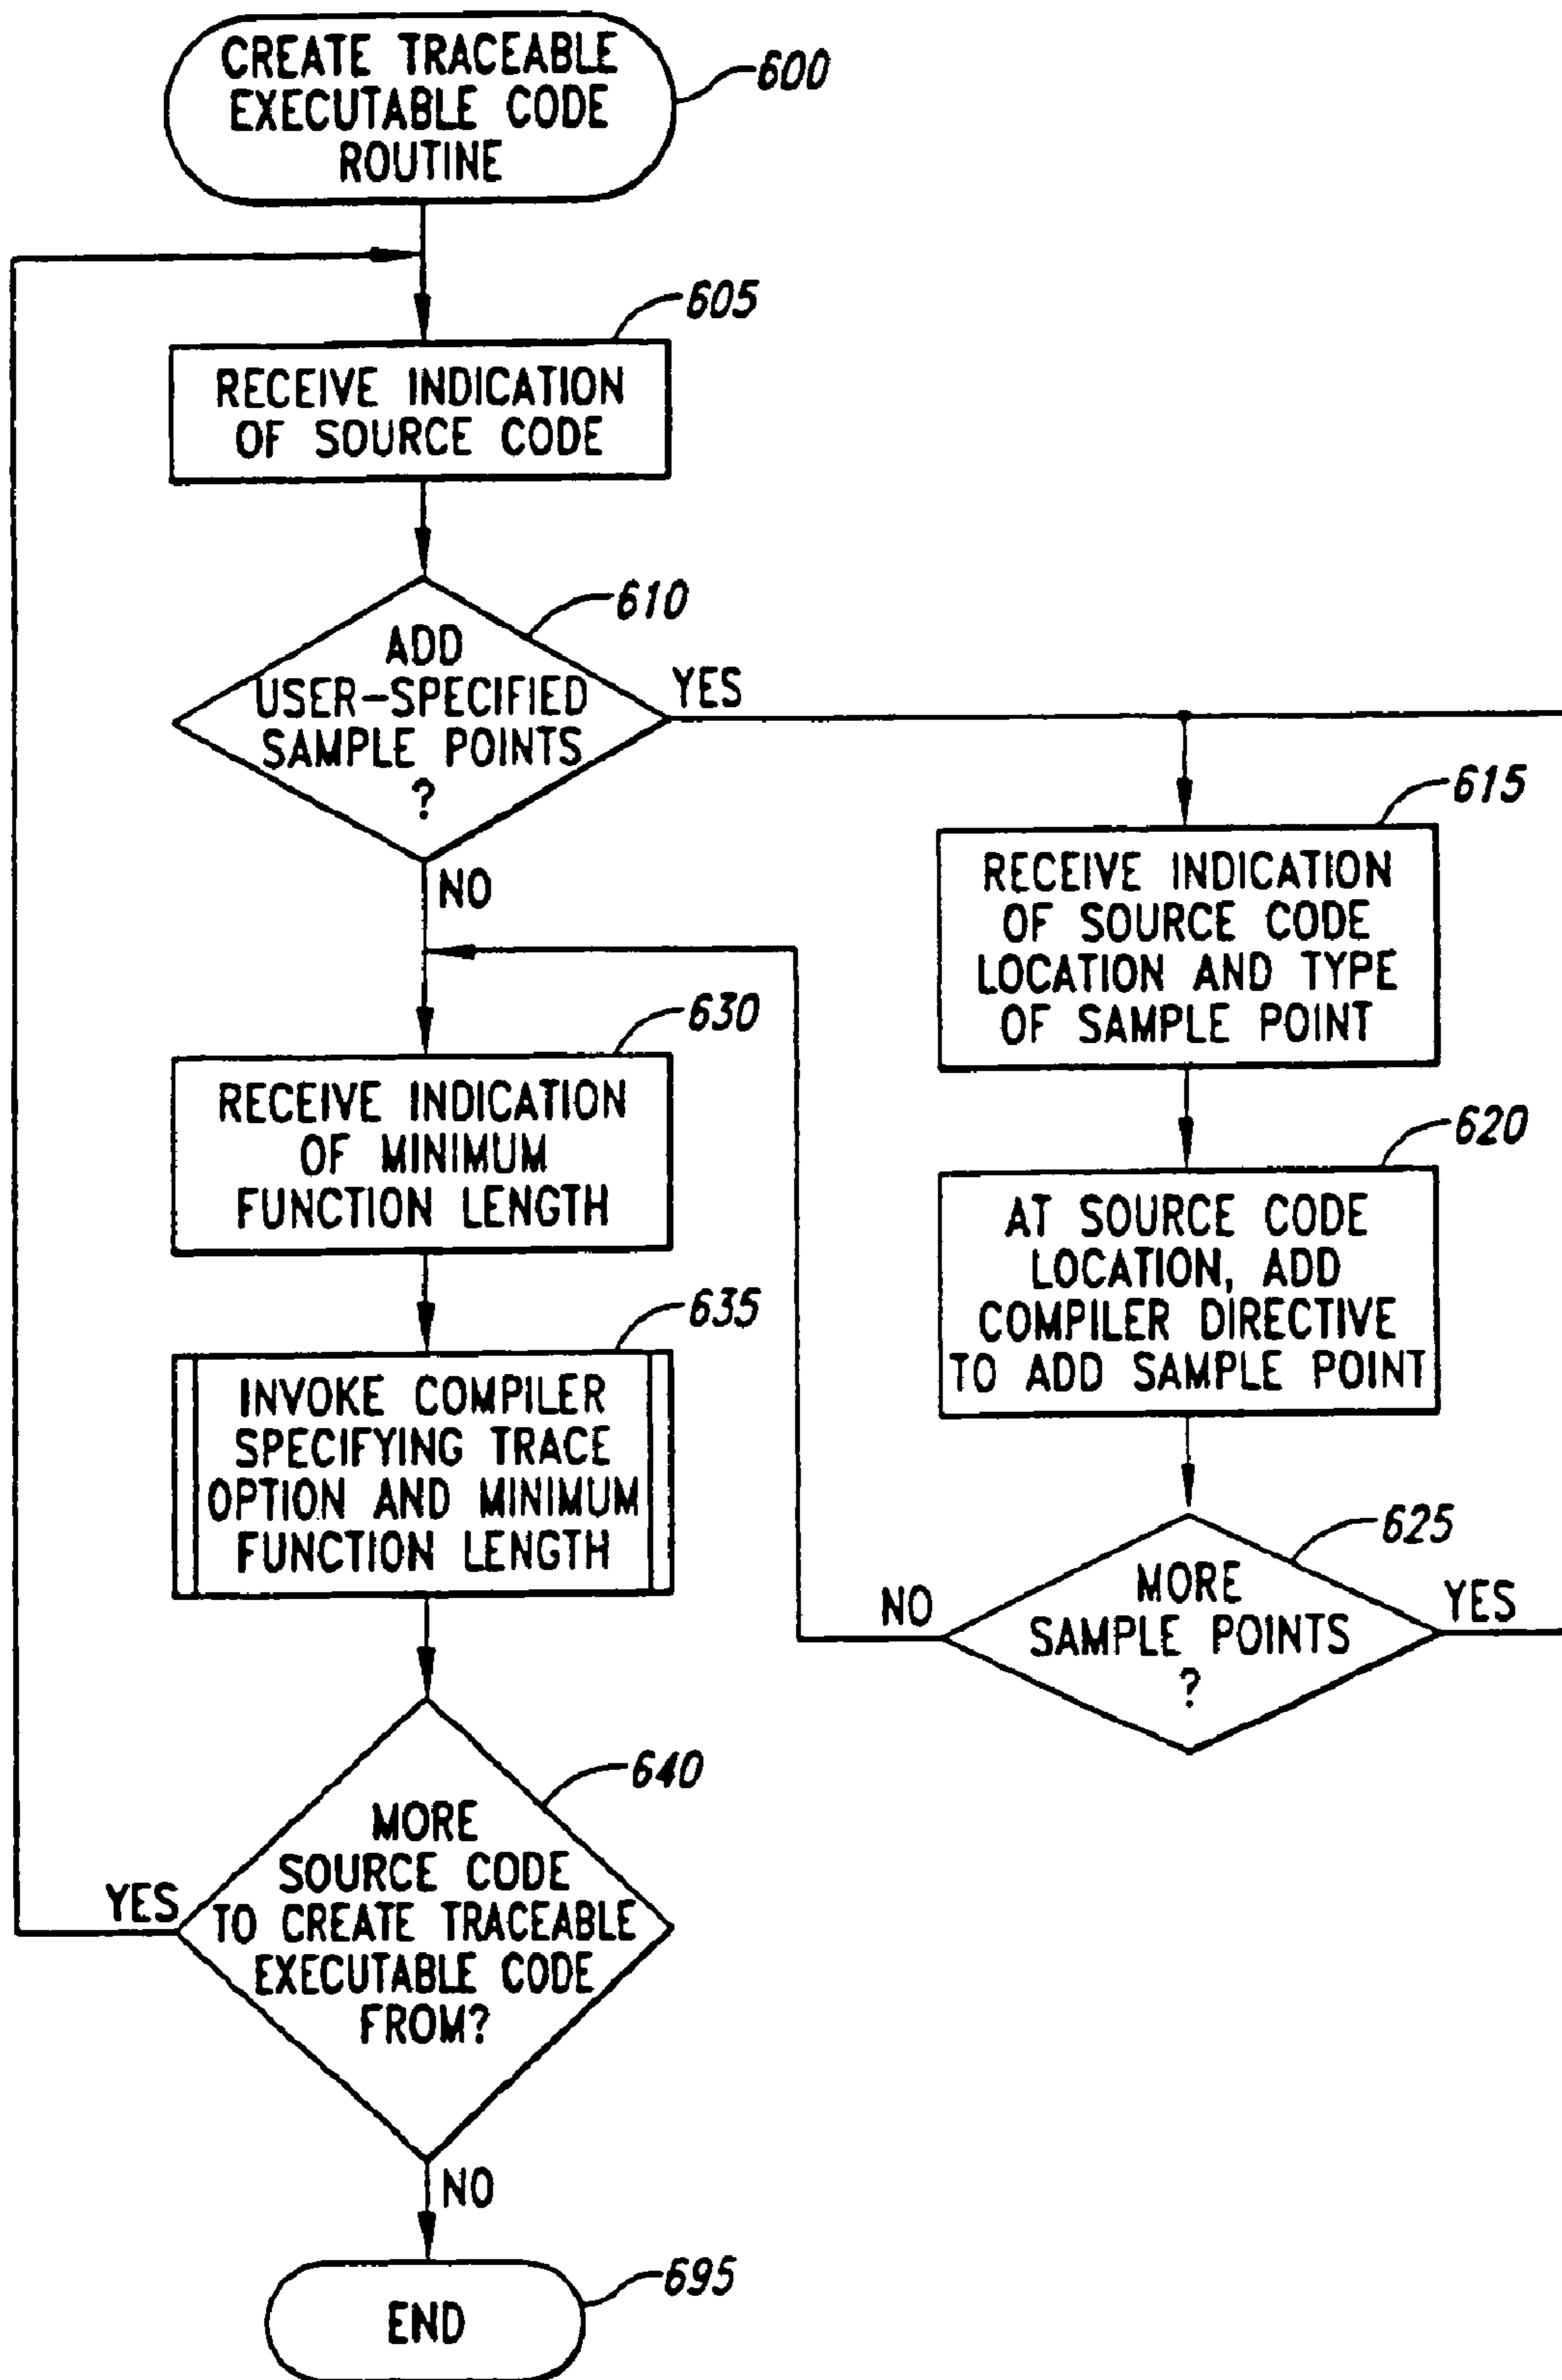 CREATE TRACEABLE
EXECUTABLE CODE
ROUTINE
600
605
RECEIVE INDICATION
OF SOURCE CODE
610
ADD
USER-SPECIFIED
SAMPLE POINTS
?
YES
NO
615
RECEIVE INDICATION
OF SOURCE CODE
LOCATION AND TYPE
OF SAMPLE POINT
620
AT SOURCE CODE
LOCATION, ADD
COMPILER DIRECTIVE
TO ADD SAMPLE POINT
625
MORE
SAMPLE POINTS
?
NO
YES
630
RECEIVE INDICATION
OF MINIMUM
FUNCTION LENGTH
635
INVOKE COMPILER
SPECIFYING TRACE
OPTION AND MINIMUM
FUNCTION LENGTH
640
MORE
SOURCE CODE
TO CREATE TRACEABLE
EXECUTABLE CODE
FROM?
YES
NO
695
END